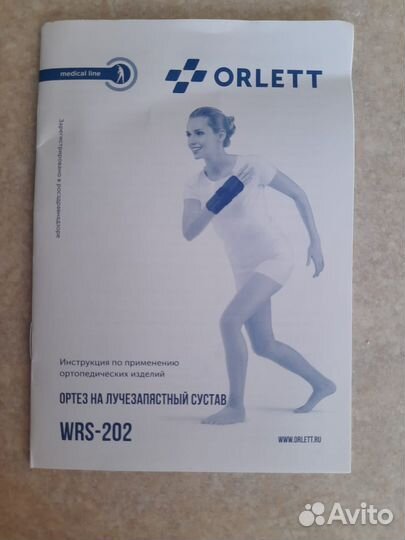 medical line
ORLETT
Зарегистрировано в росздравнадзоре
Инструкция по применению
ортопедических изделий
ОРТЕЗ НА ЛУЧЕЗАПЯСТНЫЙ СУСТАВ
WRS-202
WWW.ORLETT.RU
Avito